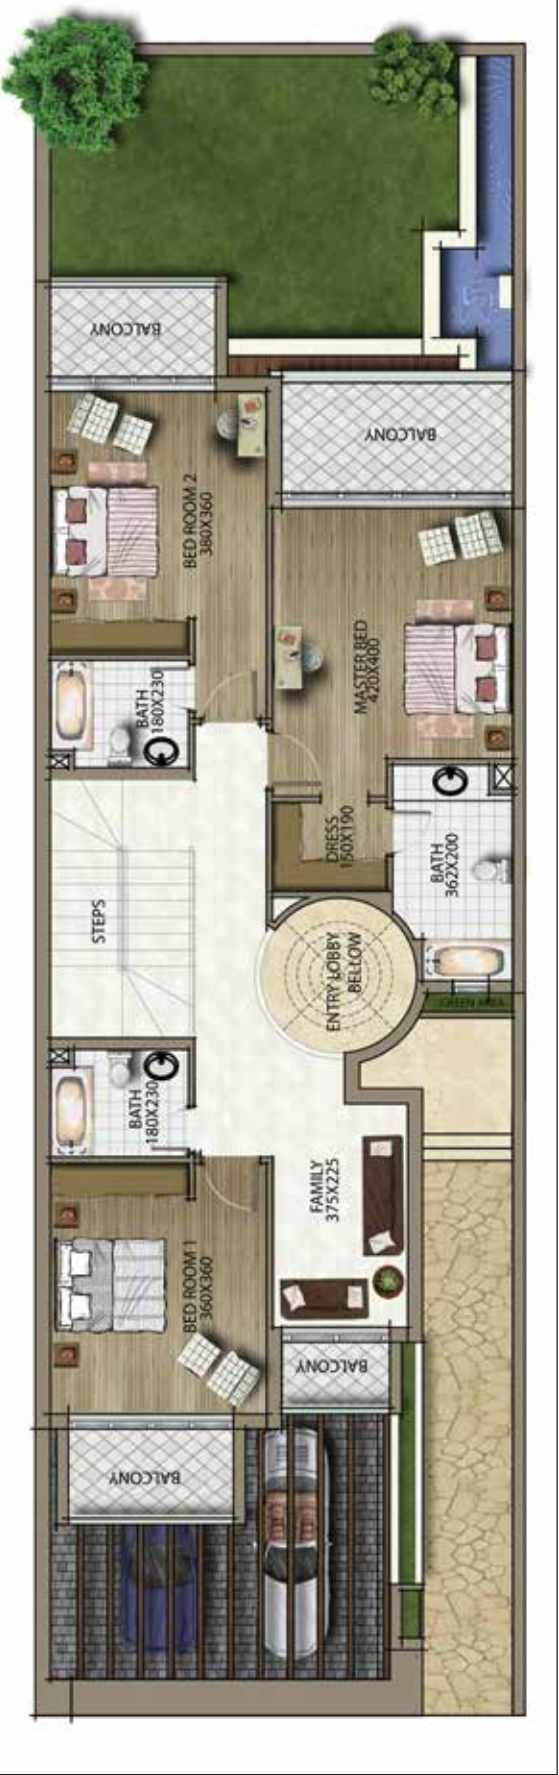 BALCONY
BALCONY
BED ROOM 2
380X360
MASTER BED
420X400
BATH
180X230
DRESS
150X190
BATH
362X200
STEPS
ENTRY LOBBY
BELLOW
GREEN AREA
BATH
180X230
FAMILY
375X225
BED ROOM 1
360X360
BALCONY
BALCONY